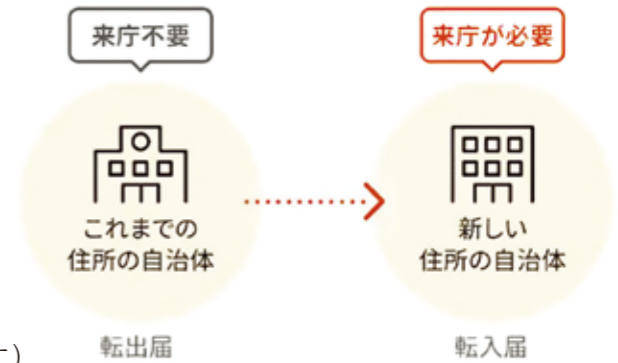 来庁不要
来庁が必要
これまでの
住所の自治体
新しい
住所の自治体
転出届
転入届